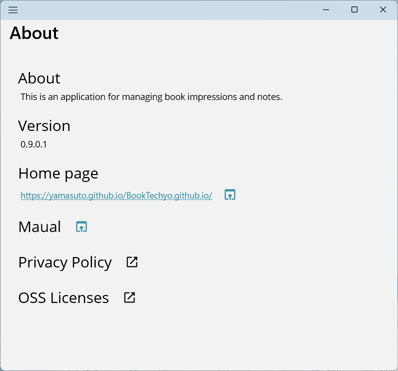 About
About
This is an application for managing book impressions and notes.
Version
0.9.0.1
Home page
https://yamasuto.github.io/BookTechyo.github.io/
Maual
Privacy Policy
OSS Licenses